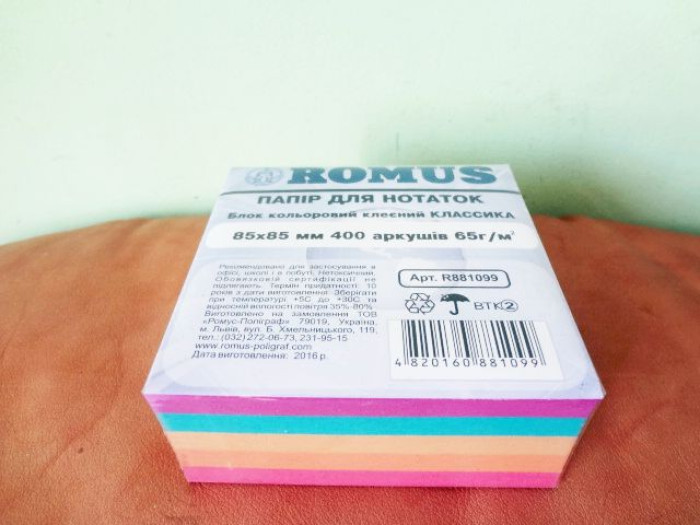 ROMUS
ПАПІР ДЛЯ НОТАТОК
Блок кольоровий клеєний КЛАССИКА
85x85 мм 400 аркушів 65г/м²
Рекомендовано для застосування в
офісі, школі і в побуті. Нетоксичний.
Обовязковій сертифікації не
підлягають. Термін придатності: 10
років з дати виготовлення. Зберігати
при температурі +5С до +30С та
відносній вологості повітря 35%-80%.
Виготовлено на замовлення ТОВ
«Ромус-Поліграф» 79019, Україна,
м. Львів, вул. Б. Хмельницького, 119,
тел.: (032) 272-06-73, 231-95-15
www.romus-poligraf.com
Дата виготовлення: 2016 р.
Арт. R881099
ВТК 2
4 820160 881099